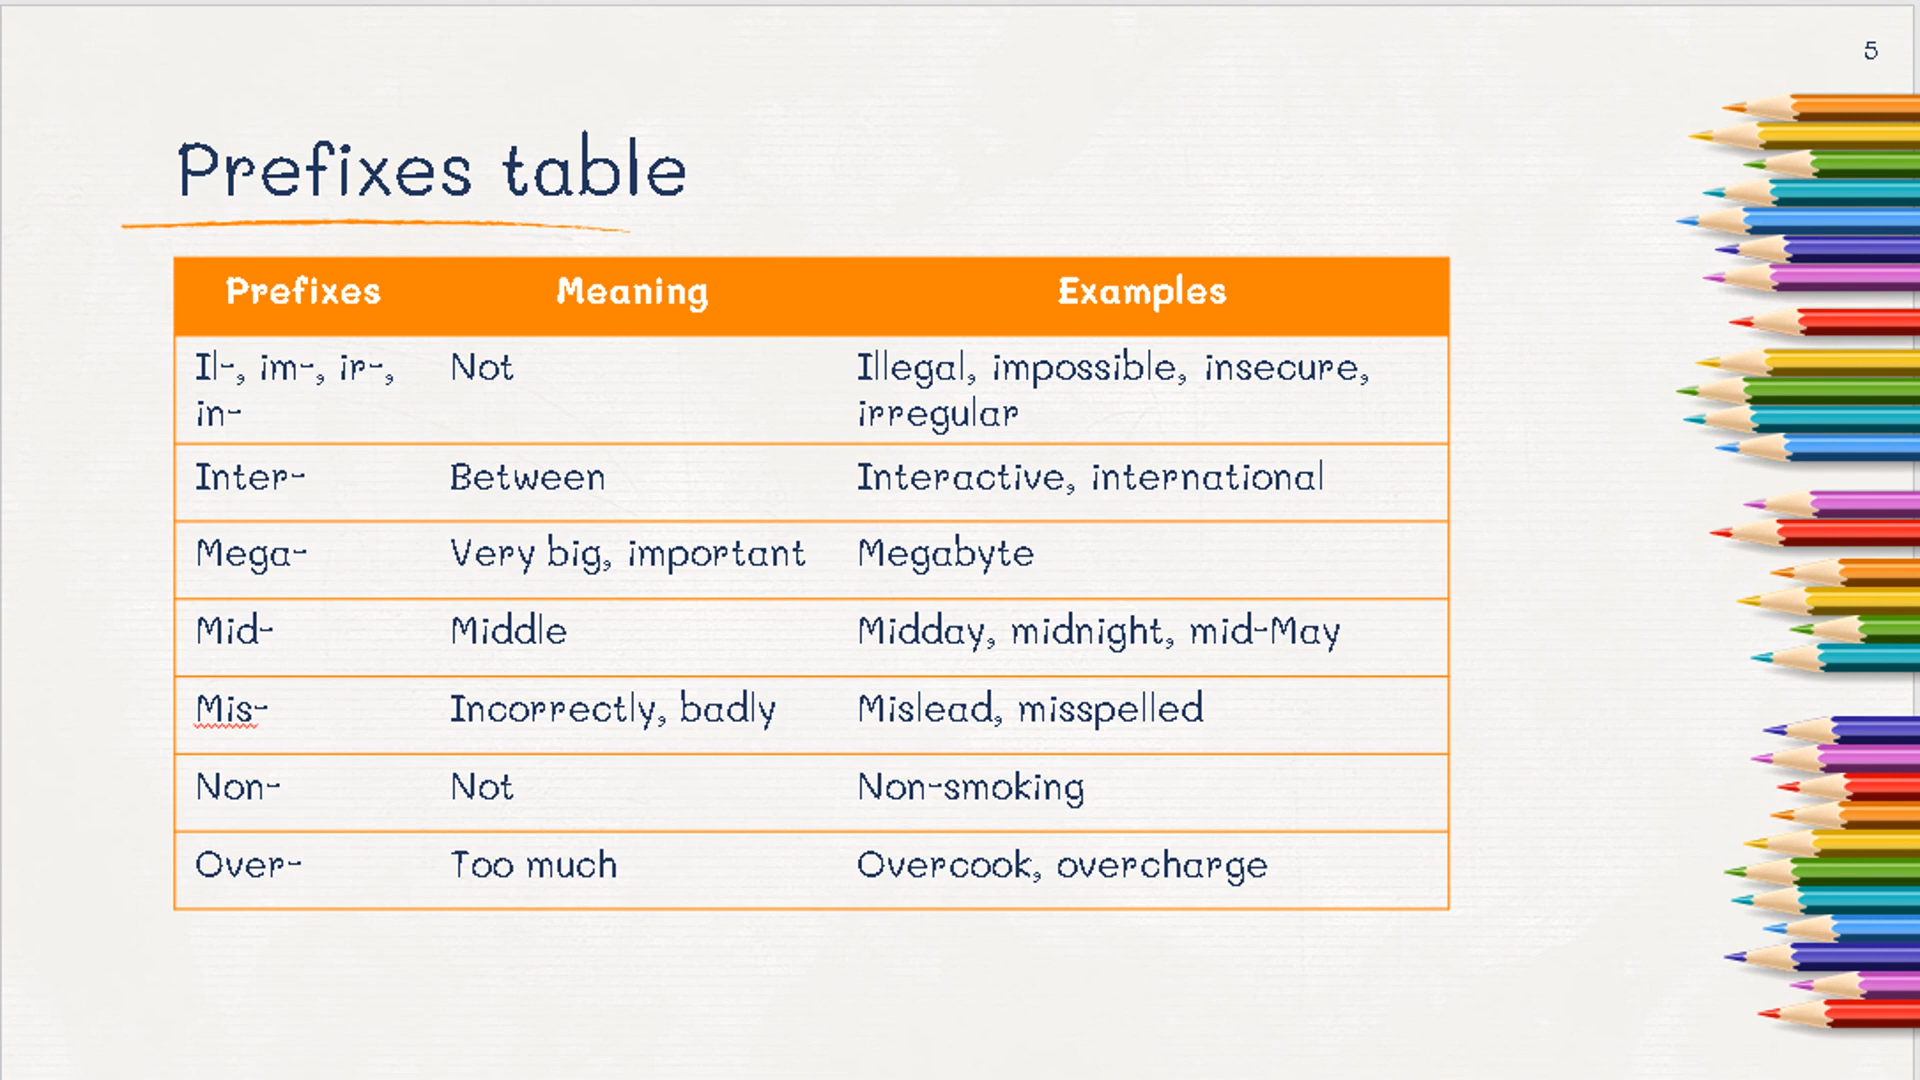 5
Prefixes table
Prefixes Meaning Examples
Il-, im-, ir-, Not Illegal, impossible, insecure,
in- irregular
Inter- Between Interactive, international
Mega- Very big, important Megabyte
Mid- Middle Midday, midnight, mid-May
Mis- Incorrectly, badly Mislead, misspelled
Non- Not Non-smoking
Over- Too much Overcook, overcharge